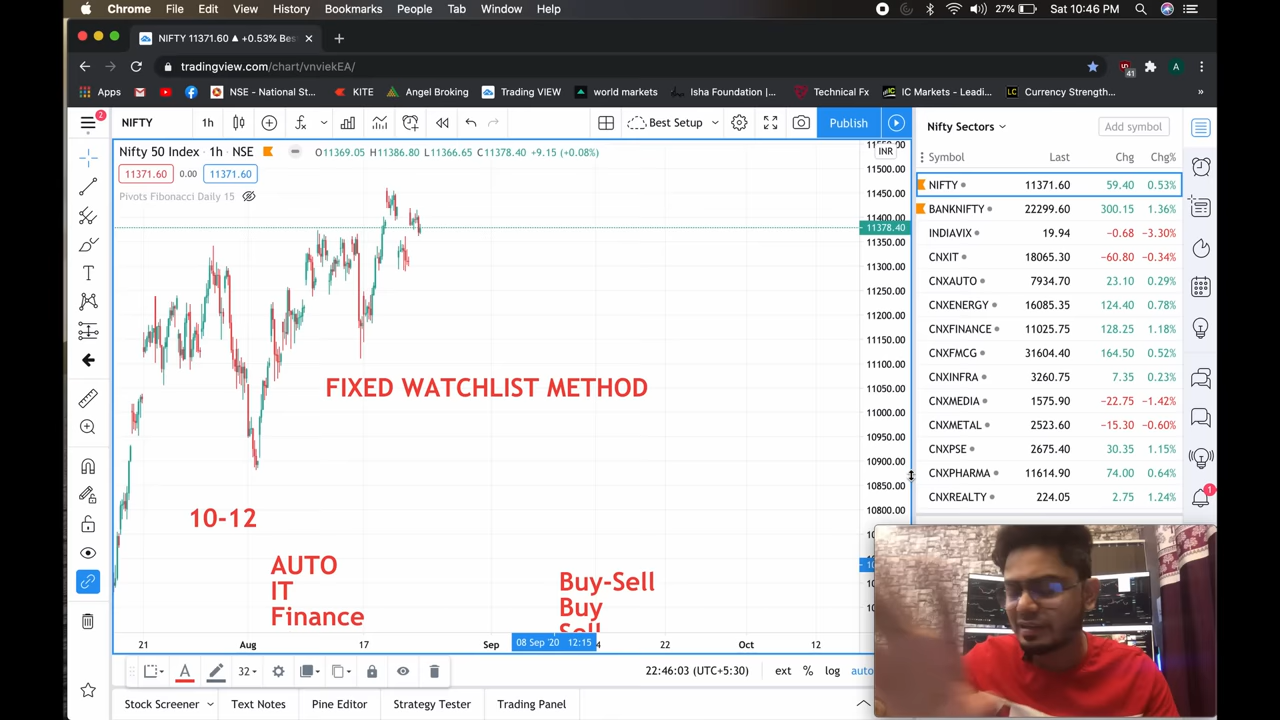 Chrome File Edit View History Bookmarks People Tab Window Help 27% Sat 10:46 PM
NIFTY 11371.60 ▲ +0.53% Bes
tradingview.com/chart/vnviekEA/
41
A
Apps NSE - National St... KITE Angel Broking Trading VIEW world markets Isha Foundation |... Technical Fx IC Markets - Leadi... Currency Strength... »
2
NIFTY 1h Best Setup Publish
Nifty 50 Index · 1h · NSE O11369.05 H11386.80 L11366.65 C11378.40 +9.15 (+0.08%)
11371.60 0.00 11371.60
Pivots Fibonacci Daily 15
INR
11500.00
11450.00
11400.00
11378.40
11350.00
11300.00
11250.00
11200.00
11150.00
11100.00
11050.00
11000.00
10950.00
10900.00
10850.00
10800.00
FIXED WATCHLIST METHOD
10-12
AUTO
IT
Finance
Buy-Sell
Buy
Sell
21 Aug 17 Sep 08 Sep '20 12:15 22 Oct 12
32
22:46:03 (UTC+5:30) ext % log auto
Stock Screener Text Notes Pine Editor Strategy Tester Trading Panel
Nifty Sectors Add symbol
Symbol Last Chg Chg%
NIFTY 11371.60 59.40 0.53%
BANKNIFTY 22299.60 300.15 1.36%
INDIAVIX 19.94 −0.68 −3.30%
CNXIT 18065.30 −60.80 −0.34%
CNXAUTO 7934.70 23.10 0.29%
CNXENERGY 16085.35 124.40 0.78%
CNXFINANCE 11025.75 128.25 1.18%
CNXFMCG 31604.40 164.50 0.52%
CNXINFRA 3260.75 7.35 0.23%
CNXMEDIA 1575.90 −22.75 −1.42%
CNXMETAL 2523.60 −15.30 −0.60%
CNXPSE 2675.40 30.35 1.15%
CNXPHARMA 11614.90 74.00 0.64%
CNXREALTY 224.05 2.75 1.24%
1